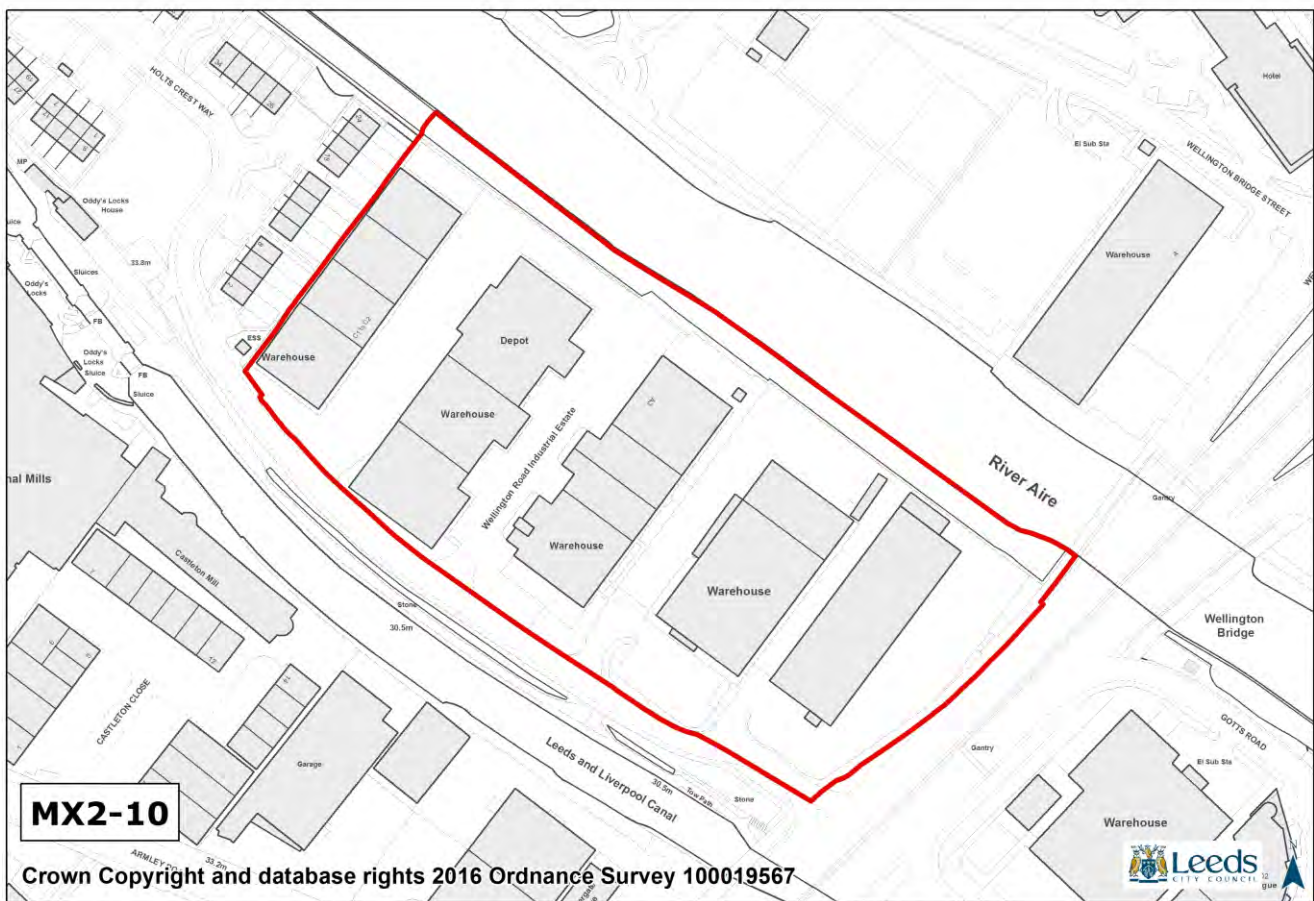 Hotel
HOLTS CREST WAY
El Sub Sta
WELLINGTON BRIDGE STREET
MP
Oddy's Locks
House
Sluices
33.8m
Oddy's
Locks
FB
Oddy's
Locks
Sluice
FB
Sluice
ESS
Warehouse
C1 to C2
Depot
Warehouse
Wellington Road Industrial Estate
Warehouse
Warehouse
Warehouse
River Aire
Gantry
Wellington
Bridge
GOTTS ROAD
El Sub Sta
Gantry
Warehouse
nal Mills
Castleton Mill
Stone
30.5m
CASTLETON CLOSE
Garage
Leeds and Liverpool Canal
30.5m
Tow Path
Stone
MX2-10
33.2m
Crown Copyright and database rights 2016 Ordnance Survey 100019567
Leeds
CITY COUNCIL